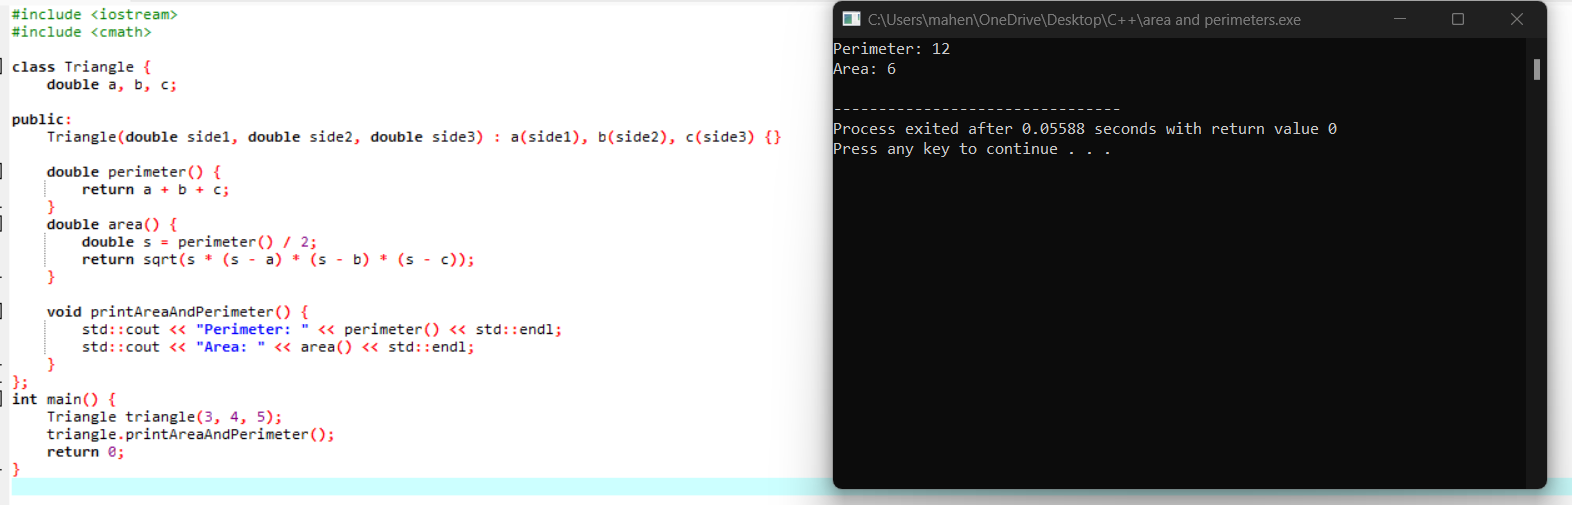 #include <iostream>
#include <cmath>

class Triangle {
    double a, b, c;

public:
    Triangle(double side1, double side2, double side3) : a(side1), b(side2), c(side3) {}

    double perimeter() {
        return a + b + c;
    }
    double area() {
        double s = perimeter() / 2;
        return sqrt(s * (s - a) * (s - b) * (s - c));
    }

    void printAreaAndPerimeter() {
        std::cout << "Perimeter: " << perimeter() << std::endl;
        std::cout << "Area: " << area() << std::endl;
    }
};
int main() {
    Triangle triangle(3, 4, 5);
    triangle.printAreaAndPerimeter();
    return 0;
}
C:\Users\mahen\OneDrive\Desktop\C++\area and perimeters.exe
Perimeter: 12
Area: 6

--------------------------------
Process exited after 0.05588 seconds with return value 0
Press any key to continue . . .